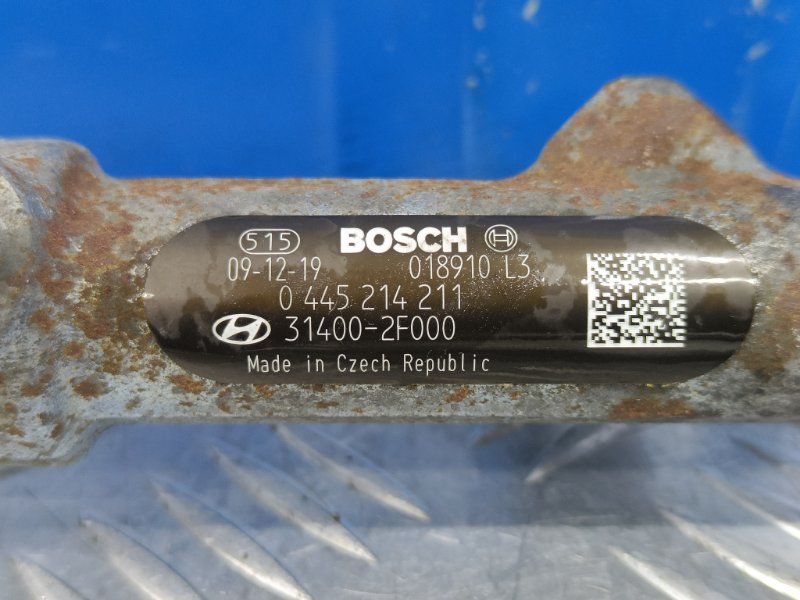 515 BOSCH
09-12-19 018910 L3
0 445 214 211
31400-2F000
Made in Czech Republic